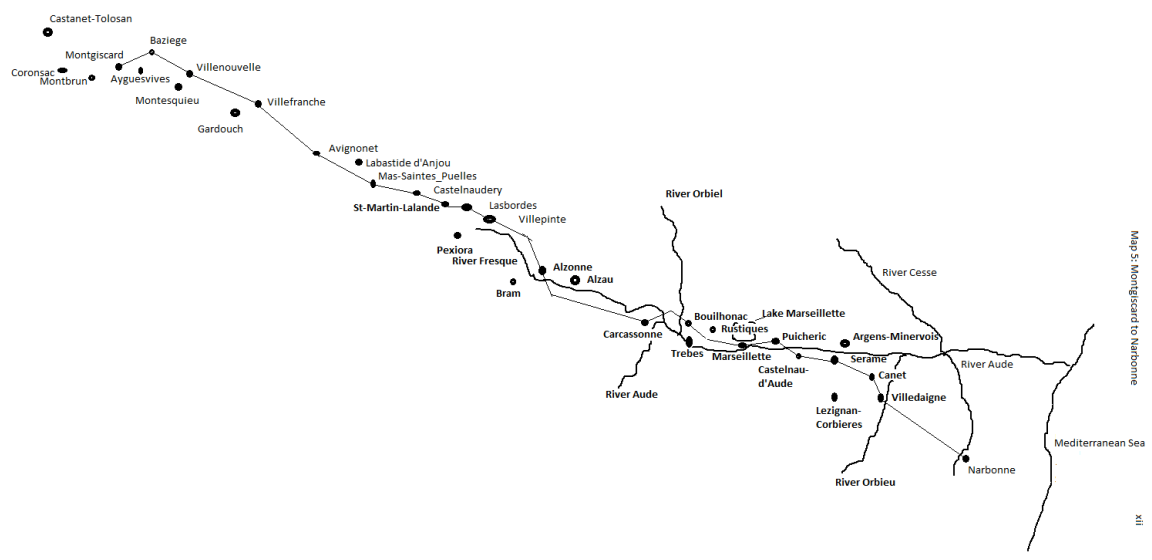 Castanet-Tolosan
Baziege
Montgiscard
Villenouvelle
Coronsac
Montbrun
Ayguesvives
Montesquieu
Villefranche
Gardouch
Avignonet
Labastide d'Anjou
Mas-Saintes_Puelles
Castelnaudery
St-Martin-Lalande
Lasbordes
Villepinte
Pexiora
River Fresque
Alzonne
Alzau
Bram
River Orbiel
River Cesse
Carcassonne
Bouilhonac
Lake Marseillette
Rustiques
Puicheric
Argens-Minervois
Trebes
Marseillette
Castelnau-
d'Aude
Serame
River Aude
Canet
River Aude
Villedaigne
Lezignan-
Corbieres
Mediterranean Sea
Narbonne
River Orbieu
Map 5: Montgiscard to Narbonne
xii